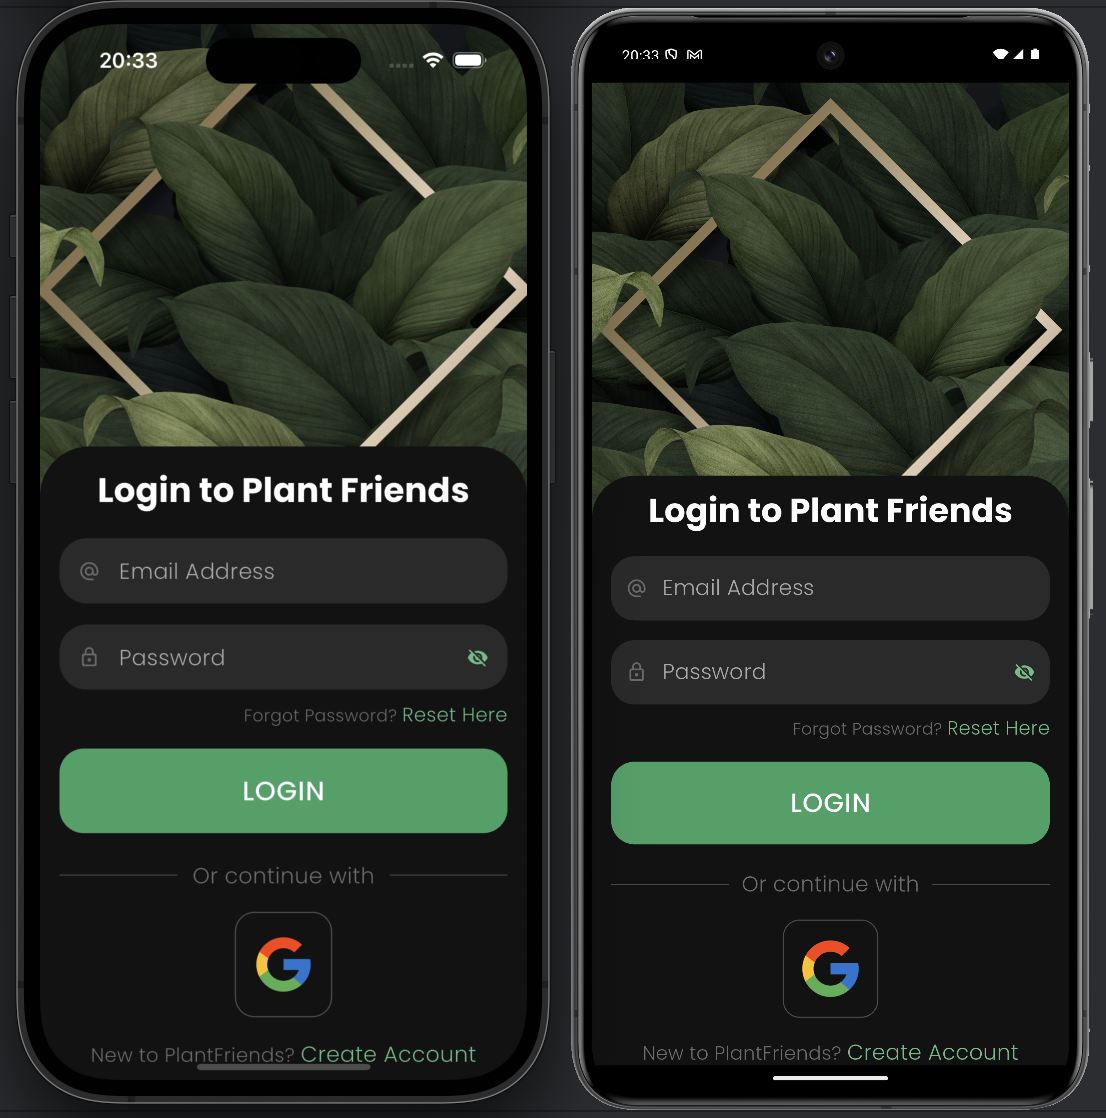 20:33
Login to Plant Friends
Email Address
Password
Forgot Password? Reset Here
LOGIN
Or continue with
New to PlantFriends? Create Account
20:33
Login to Plant Friends
Email Address
Password
Forgot Password? Reset Here
LOGIN
Or continue with
New to PlantFriends? Create Account